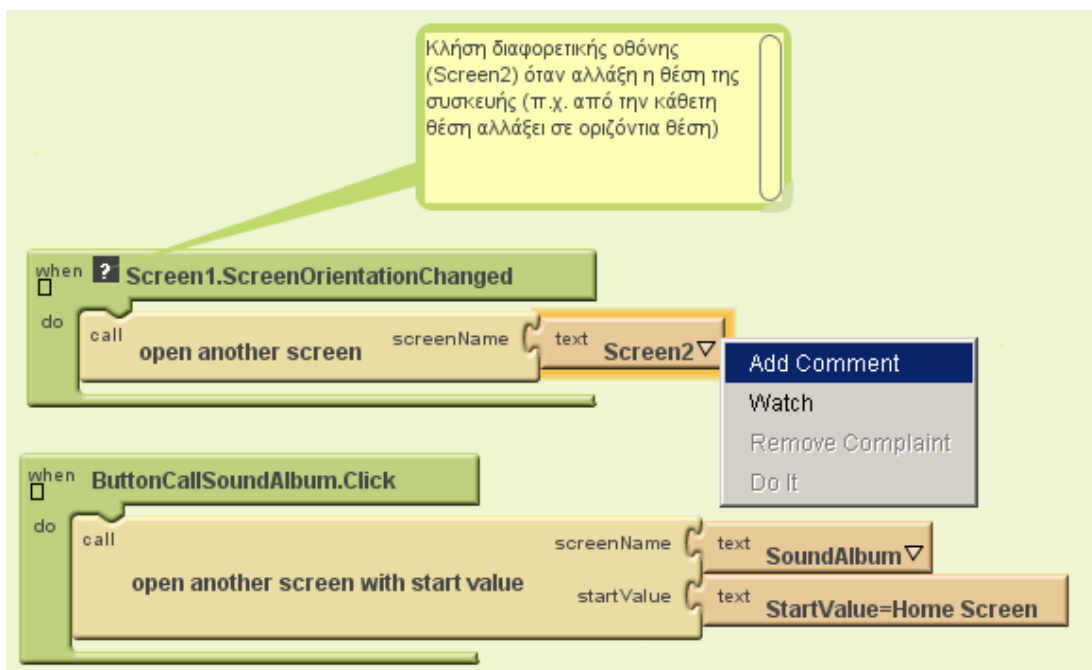 Κλήση διαφορετικής οθόνης
(Screen2) όταν αλλάξη η θέση της
συσκευής (π.χ. από την κάθετη
θέση αλλάξει σε οριζόντια θέση)
when ? Screen1.ScreenOrientationChanged
do
call open another screen screenName text Screen2
Add Comment
Watch
Remove Complaint
Do It
when ButtonCallSoundAlbum.Click
do
call
screenName text SoundAlbum
open another screen with start value
startValue text StartValue=Home Screen